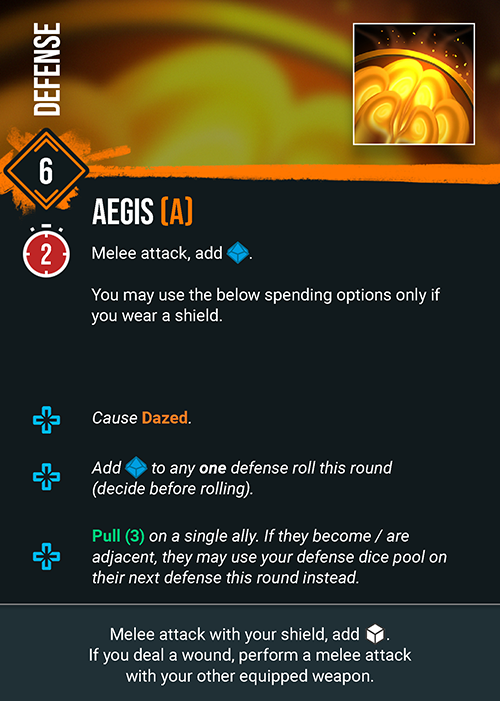 DEFENSE
6
AEGIS (A)
2
Melee attack, add .
You may use the below spending options only if
you wear a shield.
Cause Dazed.
Add to any one defense roll this round
(decide before rolling).
Pull (3) on a single ally. If they become / are
adjacent, they may use your defense dice pool on
their next defense this round instead.
Melee attack with your shield, add .
If you deal a wound, perform a melee attack
with your other equipped weapon.